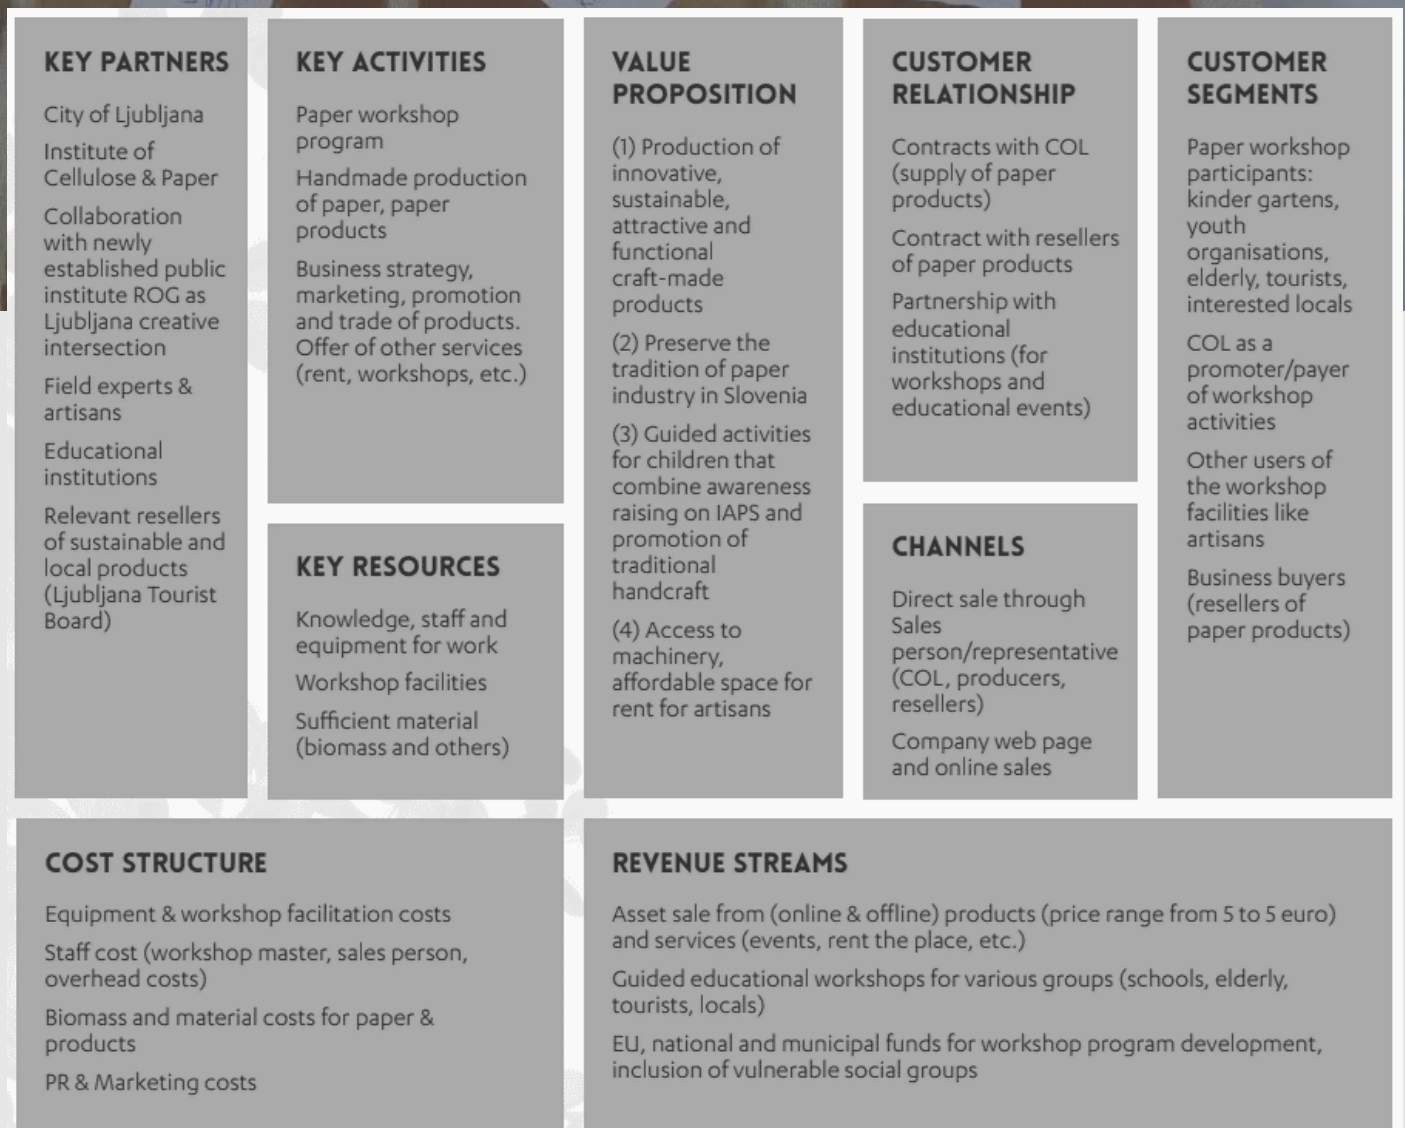 KEY PARTNERS
City of Ljubljana
Institute of
Cellulose & Paper
Collaboration
with newly
established public
institute ROG as
Ljubljana creative
intersection
Field experts &
artisans
Educational
institutions
Relevant resellers
of sustainable and
local products
(Ljubljana Tourist
Board)
KEY ACTIVITIES
Paper workshop
program
Handmade production
of paper, paper
products
Business strategy,
marketing, promotion
and trade of products.
Offer of other services
(rent, workshops, etc.)
KEY RESOURCES
Knowledge, staff and
equipment for work
Workshop facilities
Sufficient material
(biomass and others)
VALUE
PROPOSITION
(1) Production of
innovative,
sustainable,
attractive and
functional
craft-made
products
(2) Preserve the
tradition of paper
industry in Slovenia
(3) Guided activities
for children that
combine awareness
raising on IAPS and
promotion of
traditional
handcraft
(4) Access to
machinery,
affordable space for
rent for artisans
CUSTOMER
RELATIONSHIP
Contracts with COL
(supply of paper
products)
Contract with resellers
of paper products
Partnership with
educational
institutions (for
workshops and
educational events)
CHANNELS
Direct sale through
Sales
person/representative
(COL, producers,
resellers)
Company web page
and online sales
CUSTOMER
SEGMENTS
Paper workshop
participants:
kinder gartens,
youth
organisations,
elderly, tourists,
interested locals
COL as a
promoter/payer
of workshop
activities
Other users of
the workshop
facilities like
artisans
Business buyers
(resellers of
paper products)
COST STRUCTURE
Equipment & workshop facilitation costs
Staff cost (workshop master, sales person,
overhead costs)
Biomass and material costs for paper &
products
PR & Marketing costs
REVENUE STREAMS
Asset sale from (online & offline) products (price range from 5 to 5 euro)
and services (events, rent the place, etc.)
Guided educational workshops for various groups (schools, elderly,
tourists, locals)
EU, national and municipal funds for workshop program development,
inclusion of vulnerable social groups